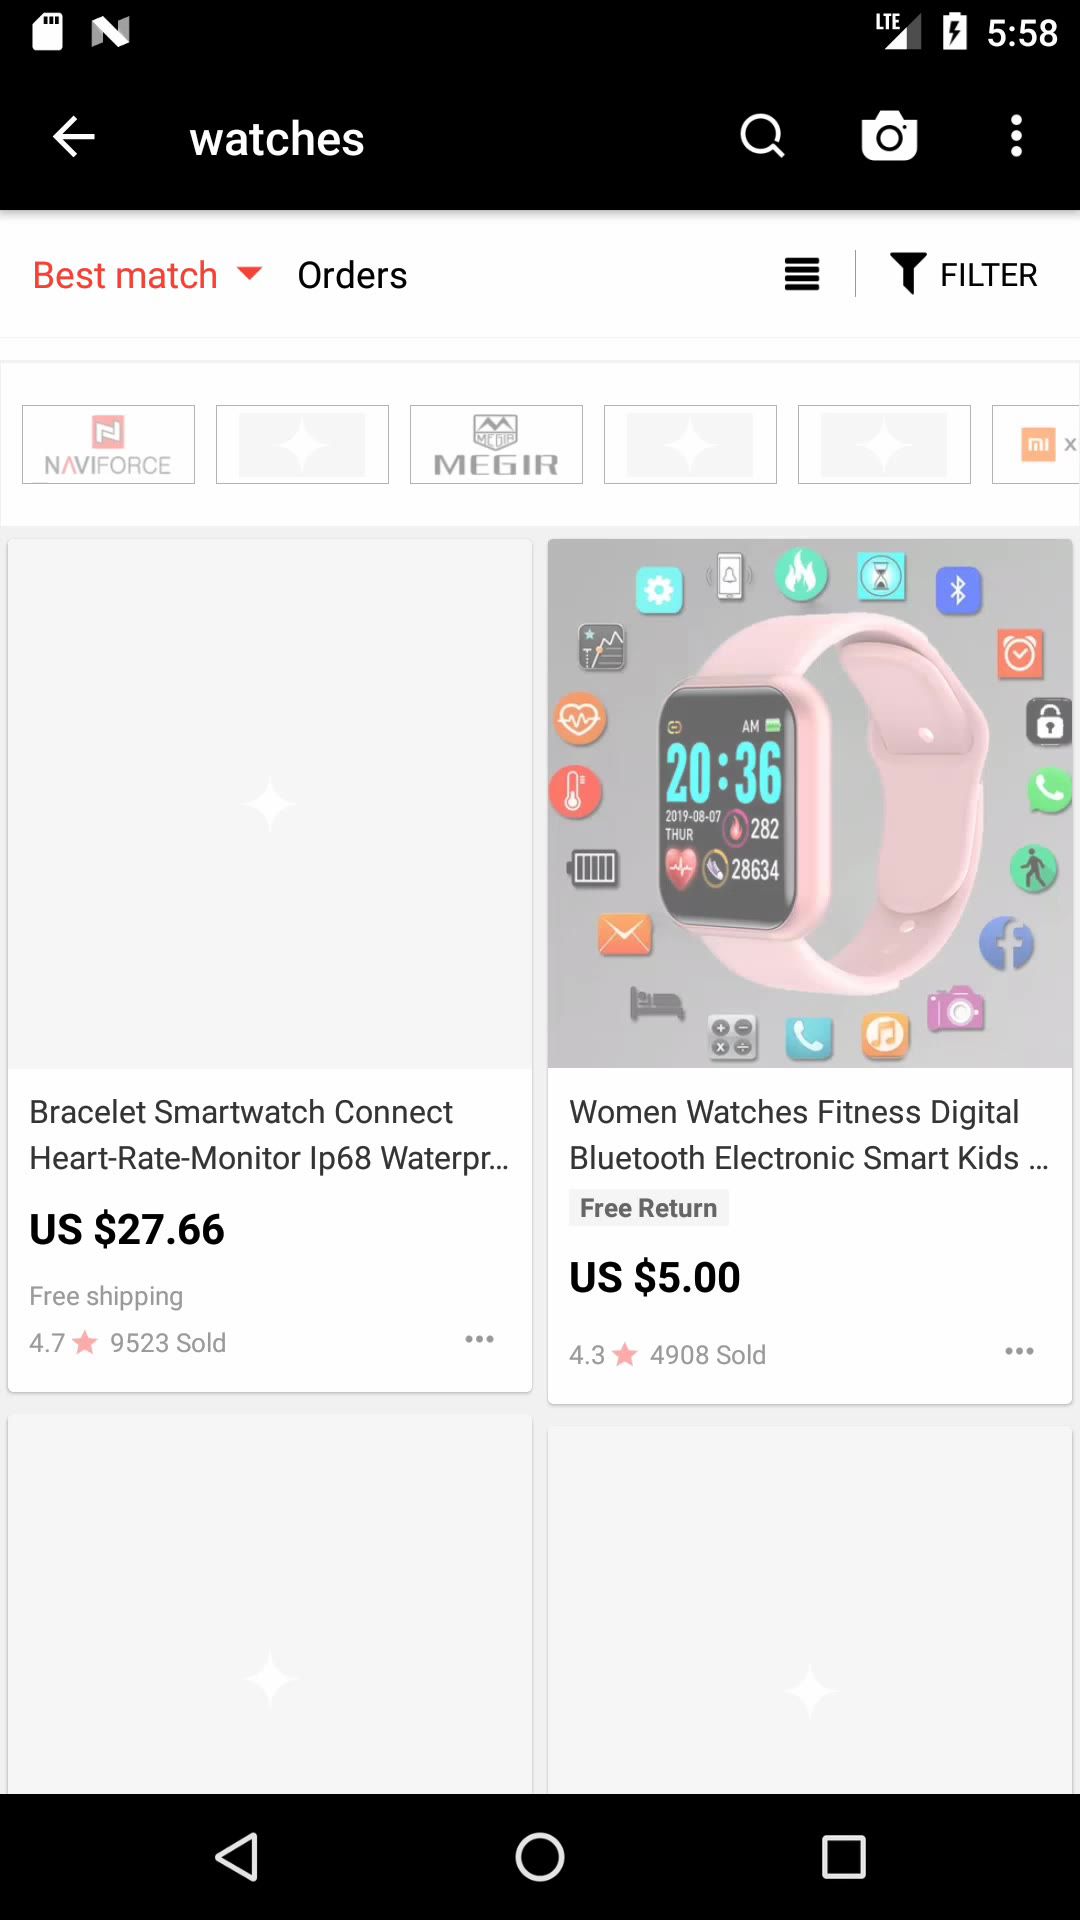 LTE 5:58
watches
Best match Orders FILTER
NAVIFORCE
MEGIR
MEGIR
mi x
AM
20:36
2019-08-07
THUR
282
28634
Bracelet Smartwatch Connect
Heart-Rate-Monitor Ip68 Waterpr...
US $27.66
Free shipping
4.7 9523 Sold
Women Watches Fitness Digital
Bluetooth Electronic Smart Kids ...
Free Return
US $5.00
4.3 4908 Sold